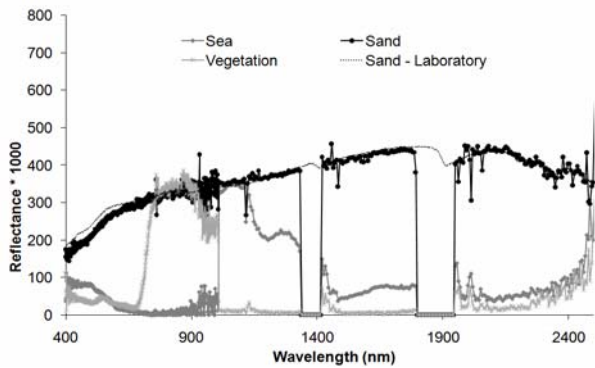 800
700
600
500
400
300
200
100
0
Reflectance * 1000
Sea
Sand
Vegetation
Sand - Laboratory
400 900 1400 1900 2400
Wavelength (nm)